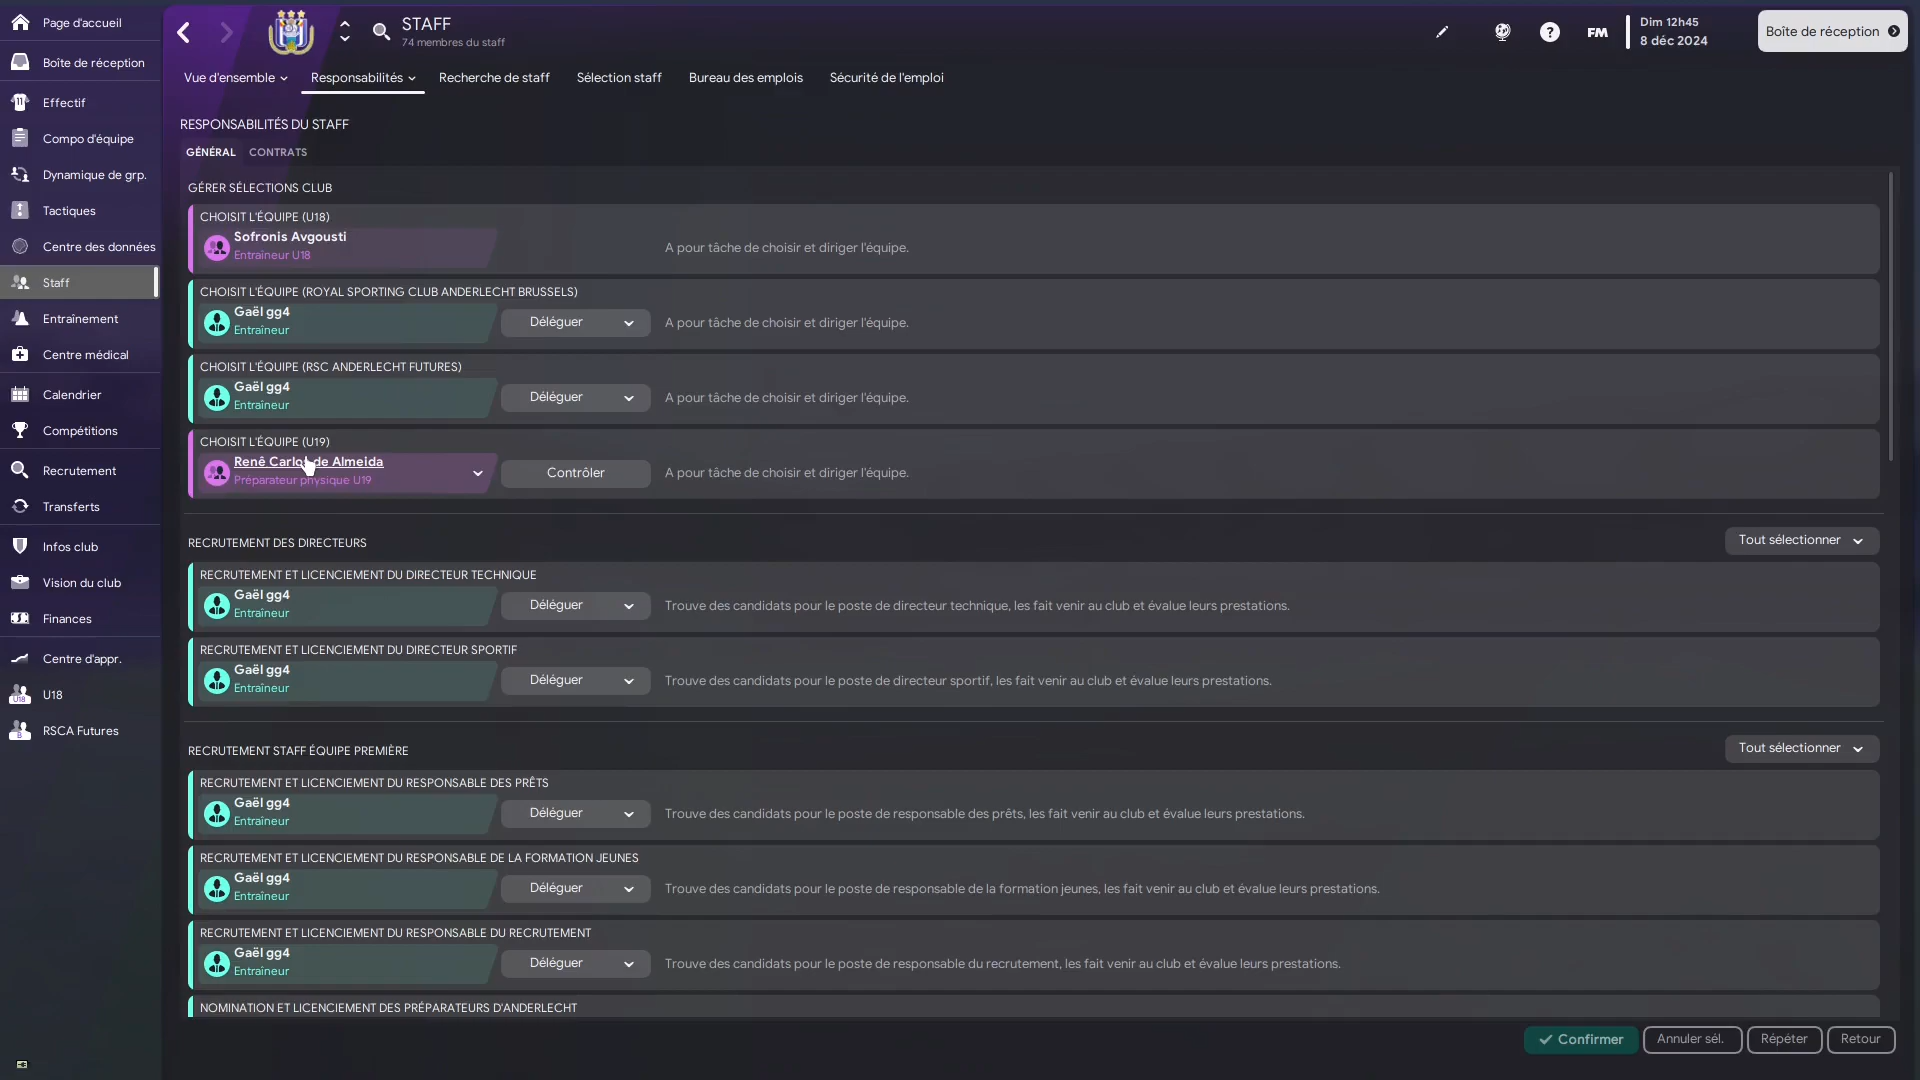 Page d'accueil
Boîte de réception
Effectif
Compo d'équipe
Dynamique de grp.
Tactiques
Centre des données
Staff
Entraînement
Centre médical
Calendrier
Compétitions
Recrutement
Transferts
Infos club
Vision du club
Finances
Centre d'appr.
U18
RSCA Futures
STAFF
74 membres du staff
FM
Dim 12h45
8 déc 2024
Boîte de réception
Vue d'ensemble
Responsabilités
Recherche de staff
Sélection staff
Bureau des emplois
Sécurité de l'emploi
RESPONSABILITÉS DU STAFF
GÉNÉRAL CONTRATS
GÉRER SÉLECTIONS CLUB
CHOISIT L'ÉQUIPE (U18)
Sofronis Avgousti
Entraîneur U18
A pour tâche de choisir et diriger l'équipe.
CHOISIT L'ÉQUIPE (ROYAL SPORTING CLUB ANDERLECHT BRUSSELS)
Gaël gg4
Entraîneur
Déléguer
A pour tâche de choisir et diriger l'équipe.
CHOISIT L'ÉQUIPE (RSC ANDERLECHT FUTURES)
Gaël gg4
Entraîneur
Déléguer
A pour tâche de choisir et diriger l'équipe.
CHOISIT L'ÉQUIPE (U19)
Renê Carlos de Almeida
Préparateur physique U19
Contrôler
A pour tâche de choisir et diriger l'équipe.
RECRUTEMENT DES DIRECTEURS
Tout sélectionner
RECRUTEMENT ET LICENCIEMENT DU DIRECTEUR TECHNIQUE
Gaël gg4
Entraîneur
Déléguer
Trouve des candidats pour le poste de directeur technique, les fait venir au club et évalue leurs prestations.
RECRUTEMENT ET LICENCIEMENT DU DIRECTEUR SPORTIF
Gaël gg4
Entraîneur
Déléguer
Trouve des candidats pour le poste de directeur sportif, les fait venir au club et évalue leurs prestations.
RECRUTEMENT STAFF ÉQUIPE PREMIÈRE
Tout sélectionner
RECRUTEMENT ET LICENCIEMENT DU RESPONSABLE DES PRÊTS
Gaël gg4
Entraîneur
Déléguer
Trouve des candidats pour le poste de responsable des prêts, les fait venir au club et évalue leurs prestations.
RECRUTEMENT ET LICENCIEMENT DU RESPONSABLE DE LA FORMATION JEUNES
Gaël gg4
Entraîneur
Déléguer
Trouve des candidats pour le poste de responsable de la formation jeunes, les fait venir au club et évalue leurs prestations.
RECRUTEMENT ET LICENCIEMENT DU RESPONSABLE DU RECRUTEMENT
Gaël gg4
Entraîneur
Déléguer
Trouve des candidats pour le poste de responsable du recrutement, les fait venir au club et évalue leurs prestations.
NOMINATION ET LICENCIEMENT DES PRÉPARATEURS D'ANDERLECHT
Confirmer
Annuler sél.
Répéter
Retour